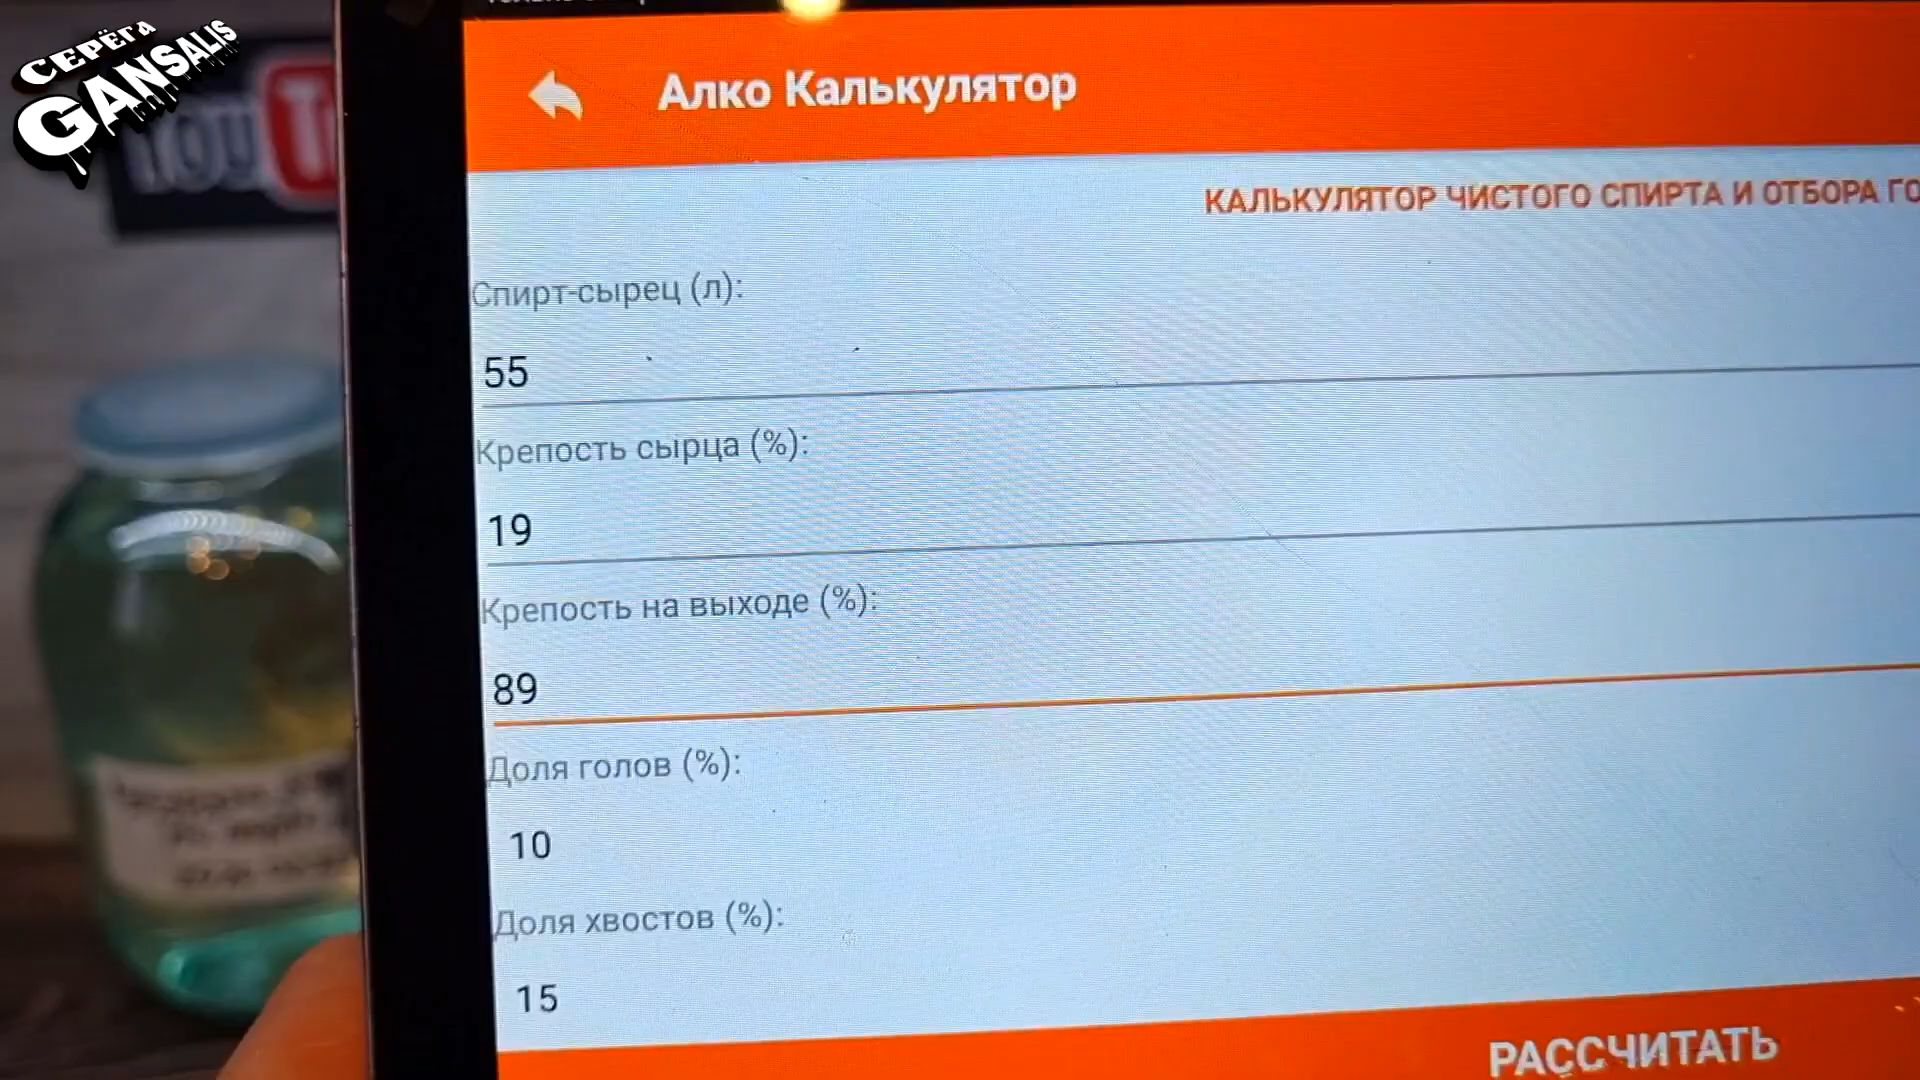 СЕРЁГА
GANSALIS
YOUT
Алко Калькулятор
КАЛЬКУЛЯТОР ЧИСТОГО СПИРТА И ОТБОРА ГО
Спирт-сырец (л):
55
Крепость сырца (%):
19
Крепость на выходе (%):
89
Доля голов (%):
10
Доля хвостов (%):
15
РАССЧИТАТЬ